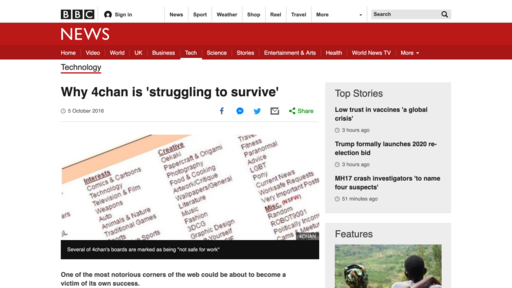 BBC Sign in News Sport Weather Shop Reel Travel More Search
NEWS
Home Video World UK Business Tech Science Stories Entertainment & Arts Health World News TV More
Technology
Why 4chan is 'struggling to survive'
5 October 2016
Share
Interests
Comics & Cartoons
Technology
Television & Film
Weapons
Auto
Animals & Nature
Traditional Games
Creative
Oekaki
Papercraft & Origami
Photography
Food & Cooking
Artwork/Critique
Wallpapers/General
Literature
Music
Fashion
3DCG
Graphic Design
Travel
Fitness
Paranormal
Advice
LGBT
Pony
Current News
Worksafe Requests
Very Important Posts
Misc. (NSFW)
Random
ROBOT9001
Politically Incorrect
Cams & Meetups
4CHAN
Several of 4chan's boards are marked as being "not safe for work"
One of the most notorious corners of the web could be about to become a
victim of its own success.
Top Stories
Low trust in vaccines 'a global
crisis'
3 hours ago
Trump formally launches 2020 re-
election bid
3 hours ago
MH17 crash investigators 'to name
four suspects'
51 minutes ago
Features